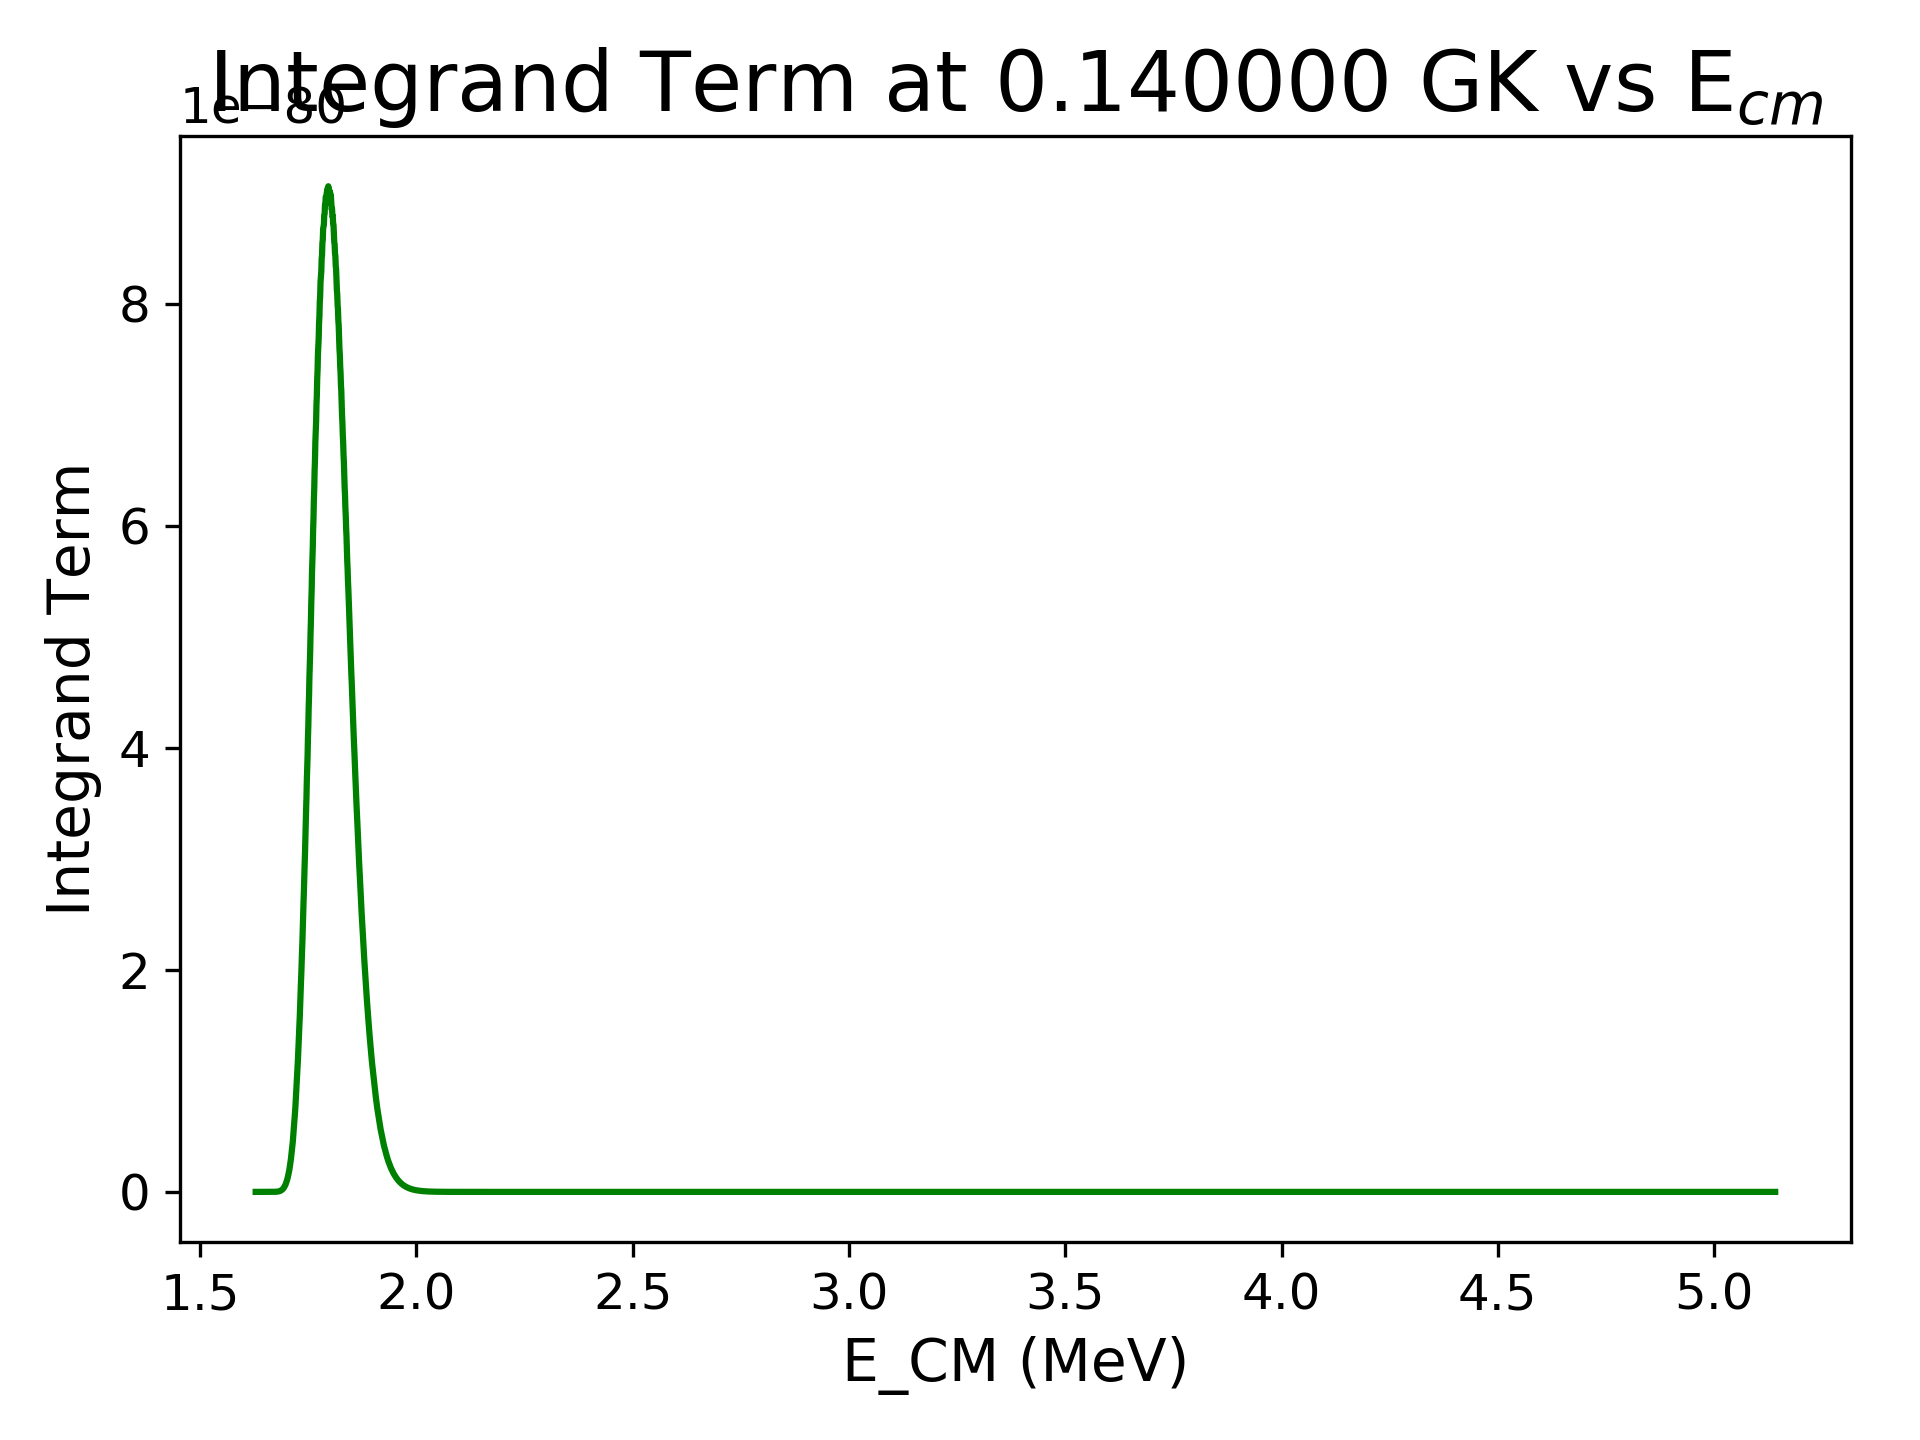 Integrand Term at 0.140000 GK vs E_cm
1e−80
8
6
4
2
0
Integrand Term
1.5 2.0 2.5 3.0 3.5 4.0 4.5 5.0
E_CM (MeV)